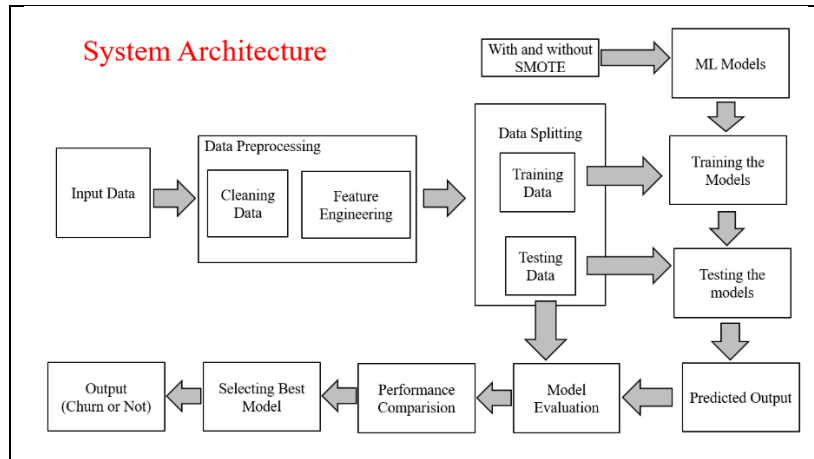 System Architecture
With and without
SMOTE
ML Models
Data Preprocessing
Data Splitting
Input Data
Cleaning
Data
Feature
Engineering
Training
Data
Training the
Models
Testing
Data
Testing the
models
Output
(Churn or Not)
Selecting Best
Model
Performance
Comparision
Model
Evaluation
Predicted Output